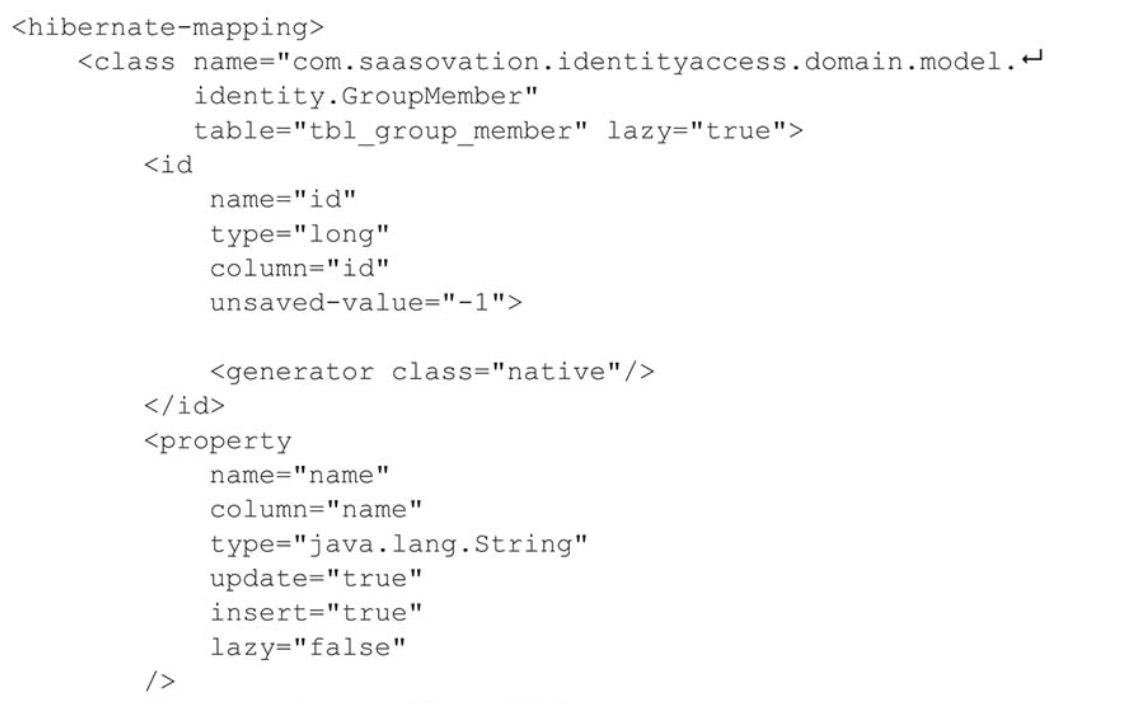 <hibernate-mapping>
    <class name="com.saasovation.identityaccess.domain.model.↵
           identity.GroupMember"
           table="tbl_group_member" lazy="true">
        <id
            name="id"
            type="long"
            column="id"
            unsaved-value="-1">

            <generator class="native"/>
        </id>
        <property
            name="name"
            column="name"
            type="java.lang.String"
            update="true"
            insert="true"
            lazy="false"
        />